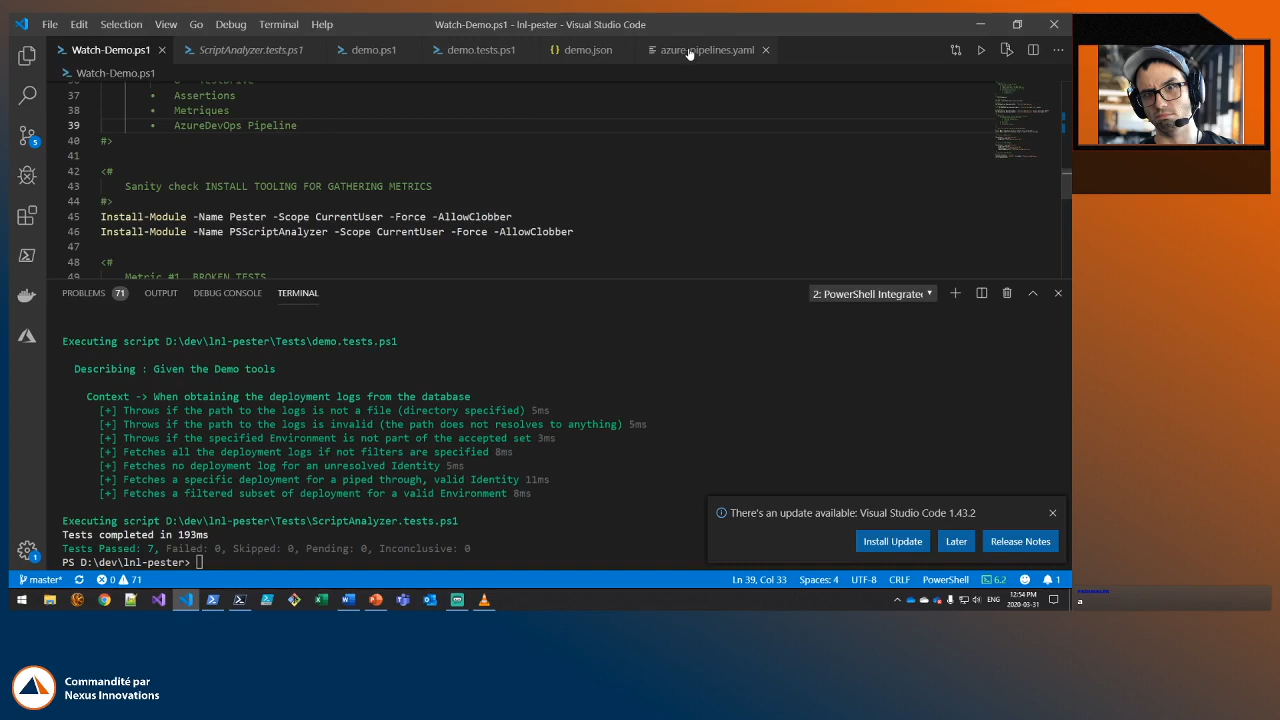 File Edit Selection View Go Debug Terminal Help
Watch-Demo.ps1 - lnl-pester - Visual Studio Code
Watch-Demo.ps1 ScriptAnalyzer.tests.ps1 demo.ps1 demo.tests.ps1 demo.json azure.pipelines.yaml
Watch-Demo.ps1
36 o TestDrive
37 • Assertions
38 • Metriques
39 • AzureDevOps Pipeline
40 #>
41
42 <#
43 Sanity check INSTALL TOOLING FOR GATHERING METRICS
44 #>
45 Install-Module -Name Pester -Scope CurrentUser -Force -AllowClobber
46 Install-Module -Name PSScriptAnalyzer -Scope CurrentUser -Force -AllowClobber
47
48 <#
49 Metric #1 BROKEN TESTS
PROBLEMS 71 OUTPUT DEBUG CONSOLE TERMINAL
2: PowerShell Integrate
Executing script D:\dev\lnl-pester\Tests\demo.tests.ps1
Describing : Given the Demo tools
Context -> When obtaining the deployment logs from the database
[+] Throws if the path to the logs is not a file (directory specified) 5ms
[+] Throws if the path to the logs is invalid (the path does not resolves to anything) 5ms
[+] Throws if the specified Environment is not part of the accepted set 3ms
[+] Fetches all the deployment logs if not filters are specified 8ms
[+] Fetches no deployment log for an unresolved Identity 5ms
[+] Fetches a specific deployment for a piped through, valid Identity 11ms
[+] Fetches a filtered subset of deployment for a valid Environment 8ms
Executing script D:\dev\lnl-pester\Tests\ScriptAnalyzer.tests.ps1
Tests completed in 193ms
Tests Passed: 7, Failed: 0, Skipped: 0, Pending: 0, Inconclusive: 0
PS D:\dev\lnl-pester>
There's an update available: Visual Studio Code 1.43.2
Install Update Later Release Notes
5
1
master* 0 71
Ln 39, Col 33 Spaces: 4 UTF-8 CRLF PowerShell 6.2 1
ENG
12:54 PM
2020-03-31
a
Commandité par
Nexus Innovations